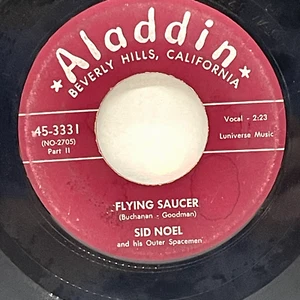 ★Aladdin★
BEVERLY HILLS, CALIFORNIA
45-3331
(NO-2705)
Part II
Vocal - 2:23
Luniverse Music
FLYING SAUCER
(Buchanan - Goodman)
SID NOEL
and his Outer Spacemen